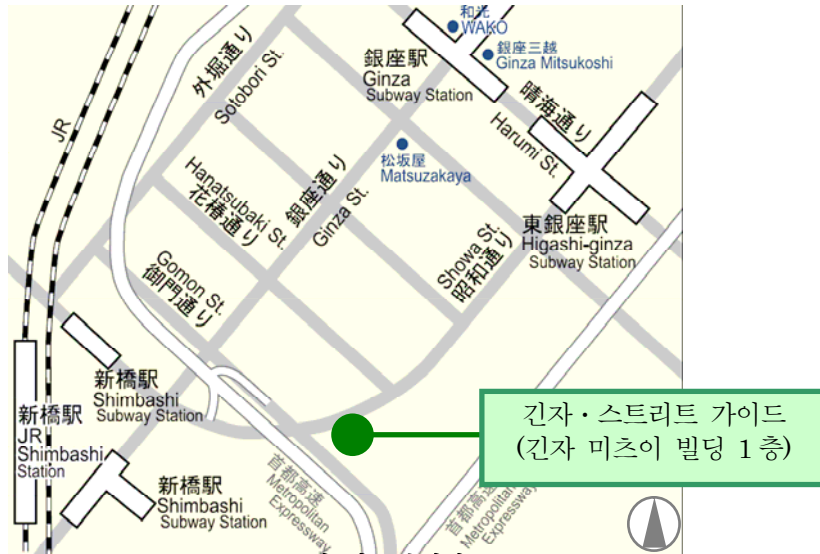 和光
WAKO
銀座駅
Ginza
Subway Station
銀座三越
Ginza Mitsukoshi
外堀通り
Sotobori St.
晴海通り
Harumi St.
JR
松坂屋
Matsuzakaya
Hanatsubaki St.
花椿通り
銀座通り
Ginza St.
東銀座駅
Higashi-ginza
Subway Station
Showa St.
昭和通り
Gomon St.
御門通り
新橋駅
Shimbashi
Subway Station
新橋駅
JR
Shimbashi
Station
긴자・스트리트 가이드
(긴자 미츠이 빌딩 1 층)
新橋駅
Shimbashi
Subway Station
首都高速
Metropolitan
Expressway
首都高速
Metropolitan
Expressway